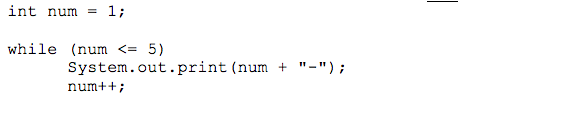 int num = 1;
while (num <= 5)
System.out.print(num + "-");
num++;